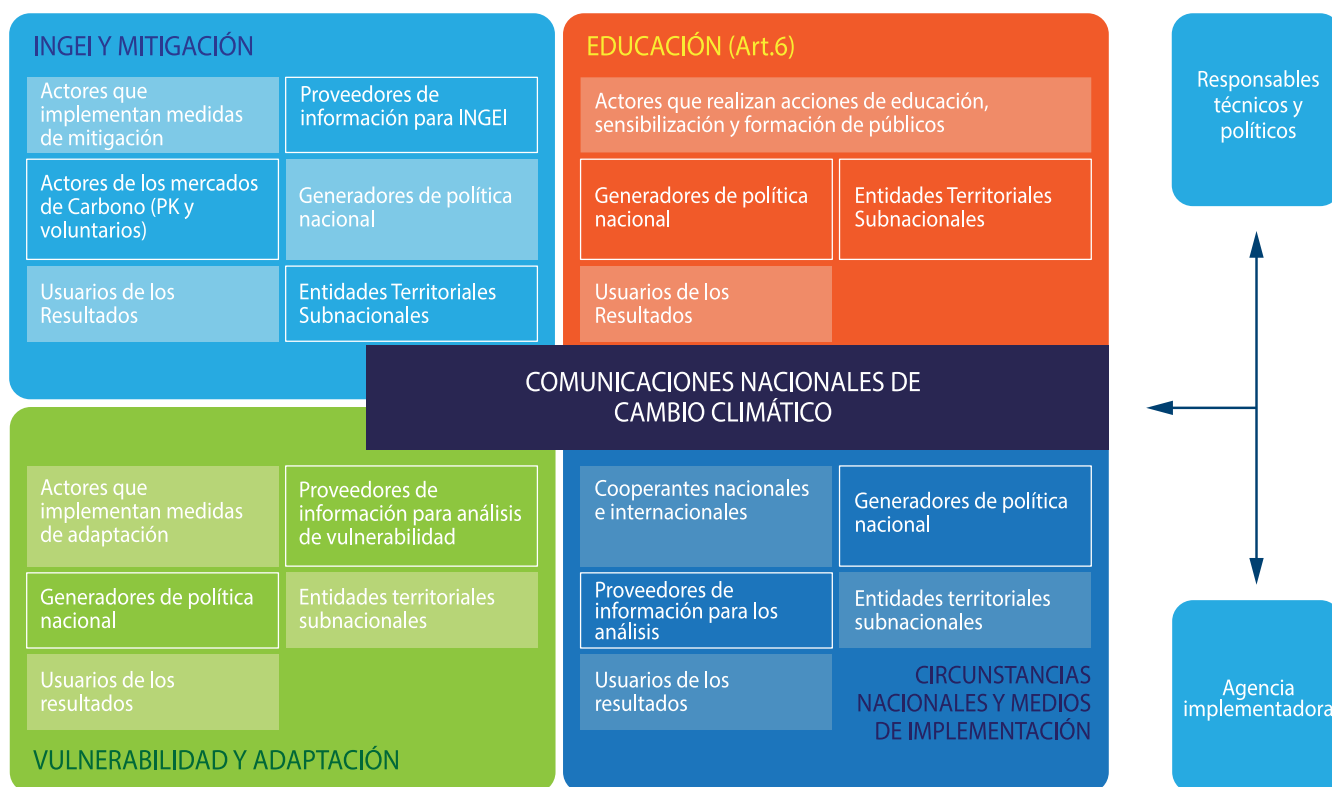 INGEI Y MITIGACIÓN
Actores que
implementan medidas
de mitigación
Proveedores de
información para INGEI
Actores de los mercados
de Carbono (PK y
voluntarios)
Generadores de política
nacional
Usuarios de los
Resultados
Entidades Territoriales
Subnacionales
EDUCACIÓN (Art.6)
Actores que realizan acciones de educación,
sensibilización y formación de públicos
Generadores de política
nacional
Entidades Territoriales
Subnacionales
Usuarios de los
Resultados
COMUNICACIONES NACIONALES DE
CAMBIO CLIMÁTICO
Actores que
implementan medidas
de adaptación
Proveedores de
información para análisis
de vulnerabilidad
Generadores de política
nacional
Entidades territoriales
subnacionales
Usuarios de los
resultados
VULNERABILIDAD Y ADAPTACIÓN
Cooperantes nacionales
e internacionales
Generadores de política
nacional
Proveedores de
información para los
análisis
Entidades territoriales
subnacionales
Usuarios de los
resultados
CIRCUNSTANCIAS
NACIONALES Y MEDIOS
DE IMPLEMENTACIÓN
Responsables
técnicos y
políticos
Agencia
implementadora